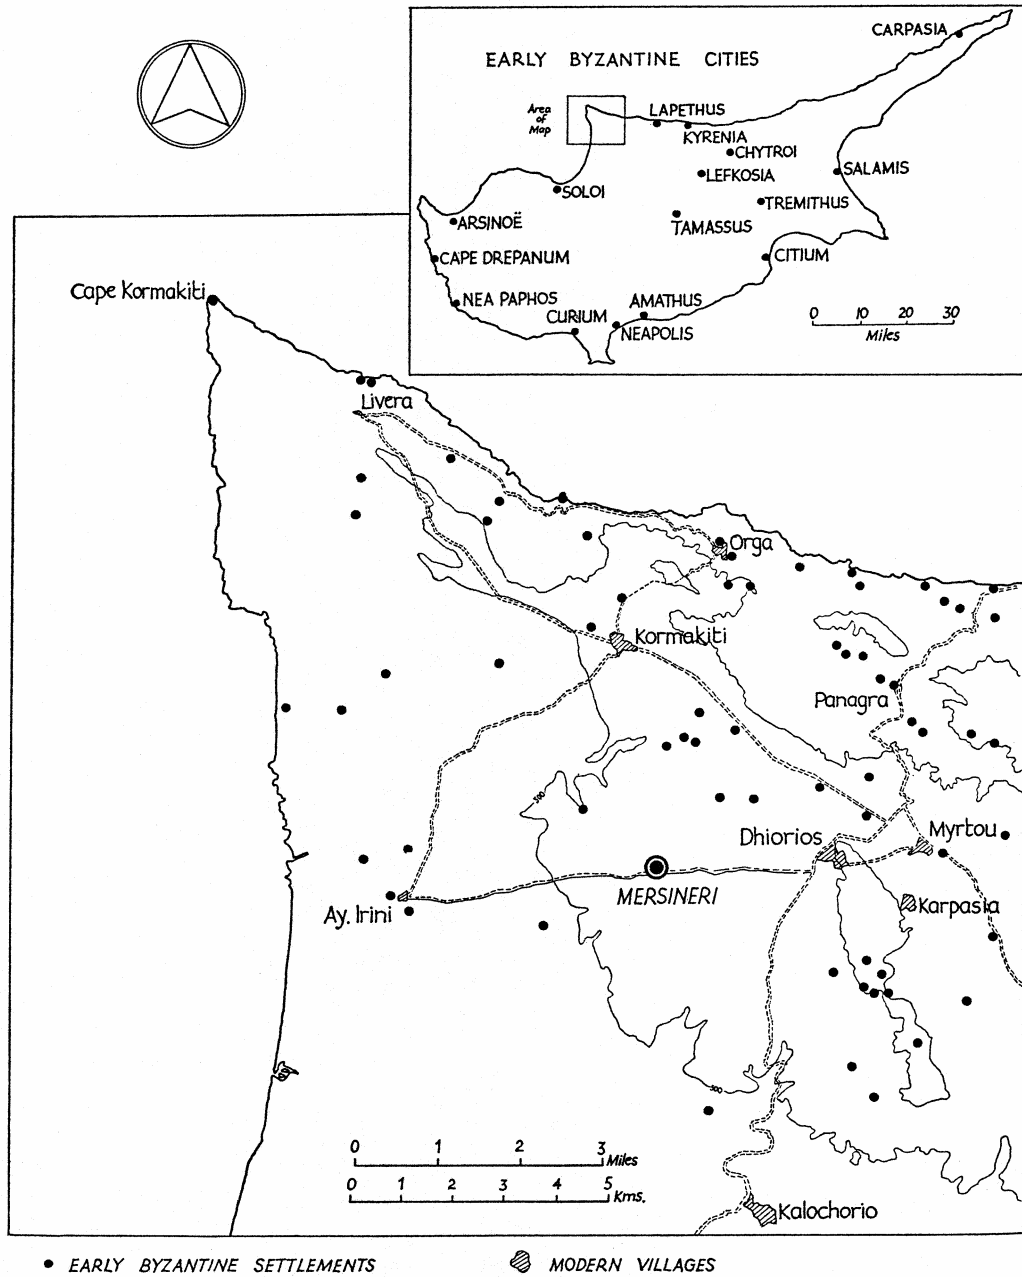 CARPASIA
EARLY BYZANTINE CITIES
Area
of
Map
LAPETHUS
KYRENIA
CHYTROI
LEFKOSIA
SALAMIS
SOLOI
TREMITHUS
ARSINOË
TAMASSUS
CAPE DREPANUM
CITIUM
NEA PAPHOS
AMATHUS
CURIUM
NEAPOLIS
0 10 20 30
Miles
Cape Kormakiti
Livera
Orga
Kormakiti
Panagra
300
Dhiorios
Myrtou
MERSINERI
Karpasia
Ay. Irini
300
0 1 2 3 Miles
0 1 2 3 4 5 Kms.
Kalochorio
EARLY BYZANTINE SETTLEMENTS
MODERN VILLAGES